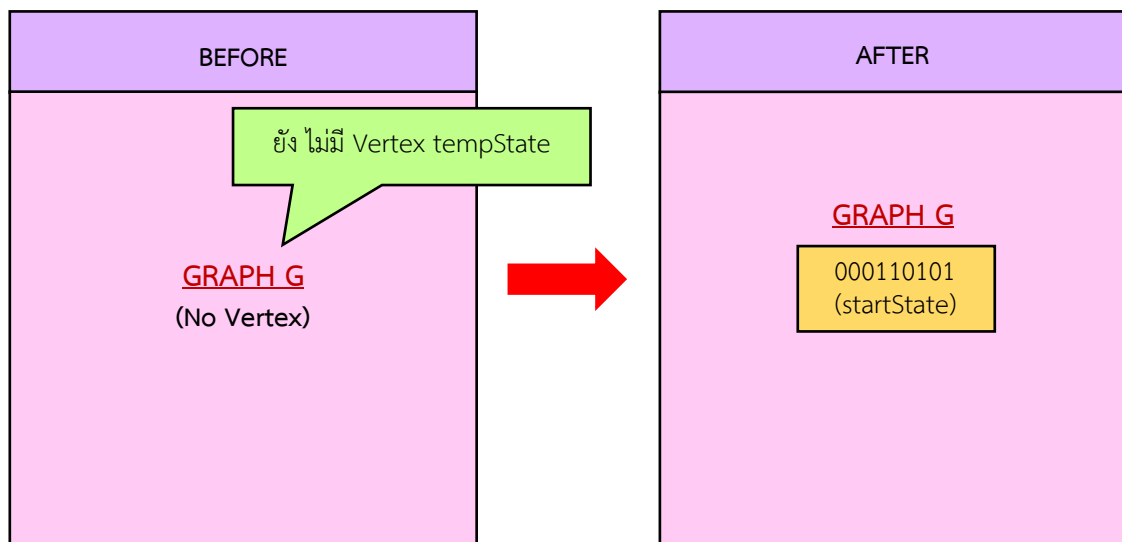 BEFORE
ยัง ไม่มี Vertex tempState
GRAPH G
(No Vertex)
AFTER
GRAPH G
000110101
(startState)